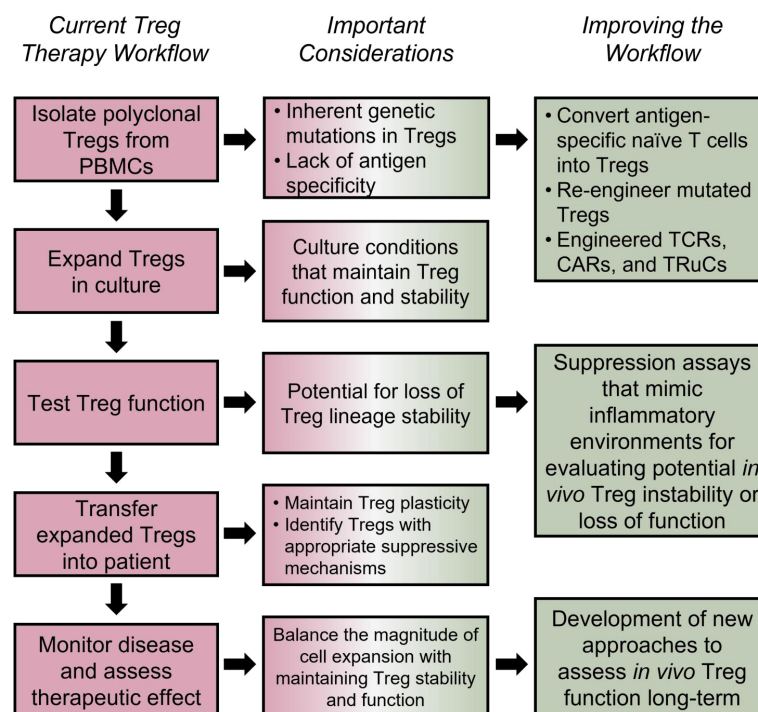 Current Treg
Therapy Workflow
Important
Considerations
Improving the
Workflow
Isolate polyclonal
Tregs from
PBMCs
• Inherent genetic
mutations in Tregs
• Lack of antigen
specificity
• Convert antigen-
specific naïve T cells
into Tregs
• Re-engineer mutated
Tregs
• Engineered TCRs,
CARs, and TRuCs
Expand Tregs
in culture
Culture conditions
that maintain Treg
function and stability
Test Treg function
Potential for loss of
Treg lineage stability
Suppression assays
that mimic
inflammatory
environments for
evaluating potential in
vivo Treg instability or
loss of function
Transfer
expanded Tregs
into patient
• Maintain Treg plasticity
• Identify Tregs with
appropriate suppressive
mechanisms
Monitor disease
and assess
therapeutic effect
Balance the magnitude of
cell expansion with
maintaining Treg stability
and function
Development of new
approaches to
assess in vivo Treg
function long-term